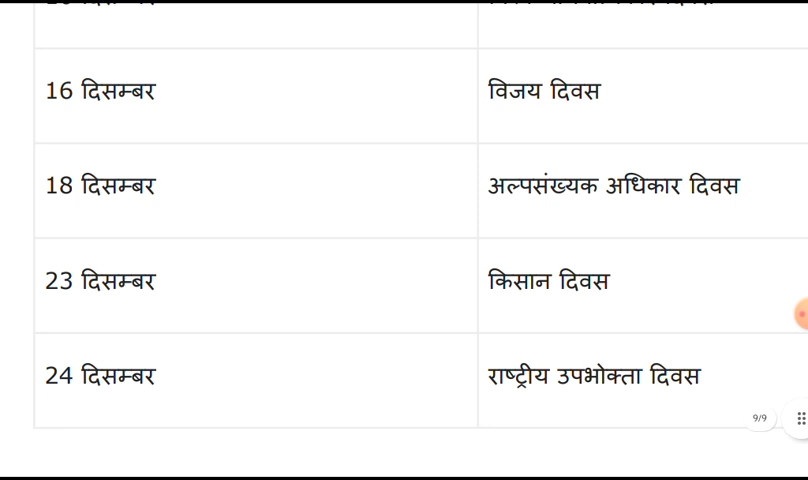 16 दिसम्बर विजय दिवस
18 दिसम्बर अल्पसंख्यक अधिकार दिवस
23 दिसम्बर किसान दिवस
24 दिसम्बर राष्ट्रीय उपभोक्ता दिवस
9/9